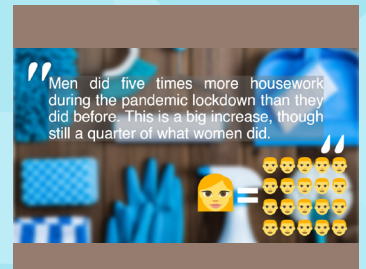 "Men did five times more housework
during the pandemic lockdown than they
did before. This is a big increase, though
still a quarter of what women did.
"
=